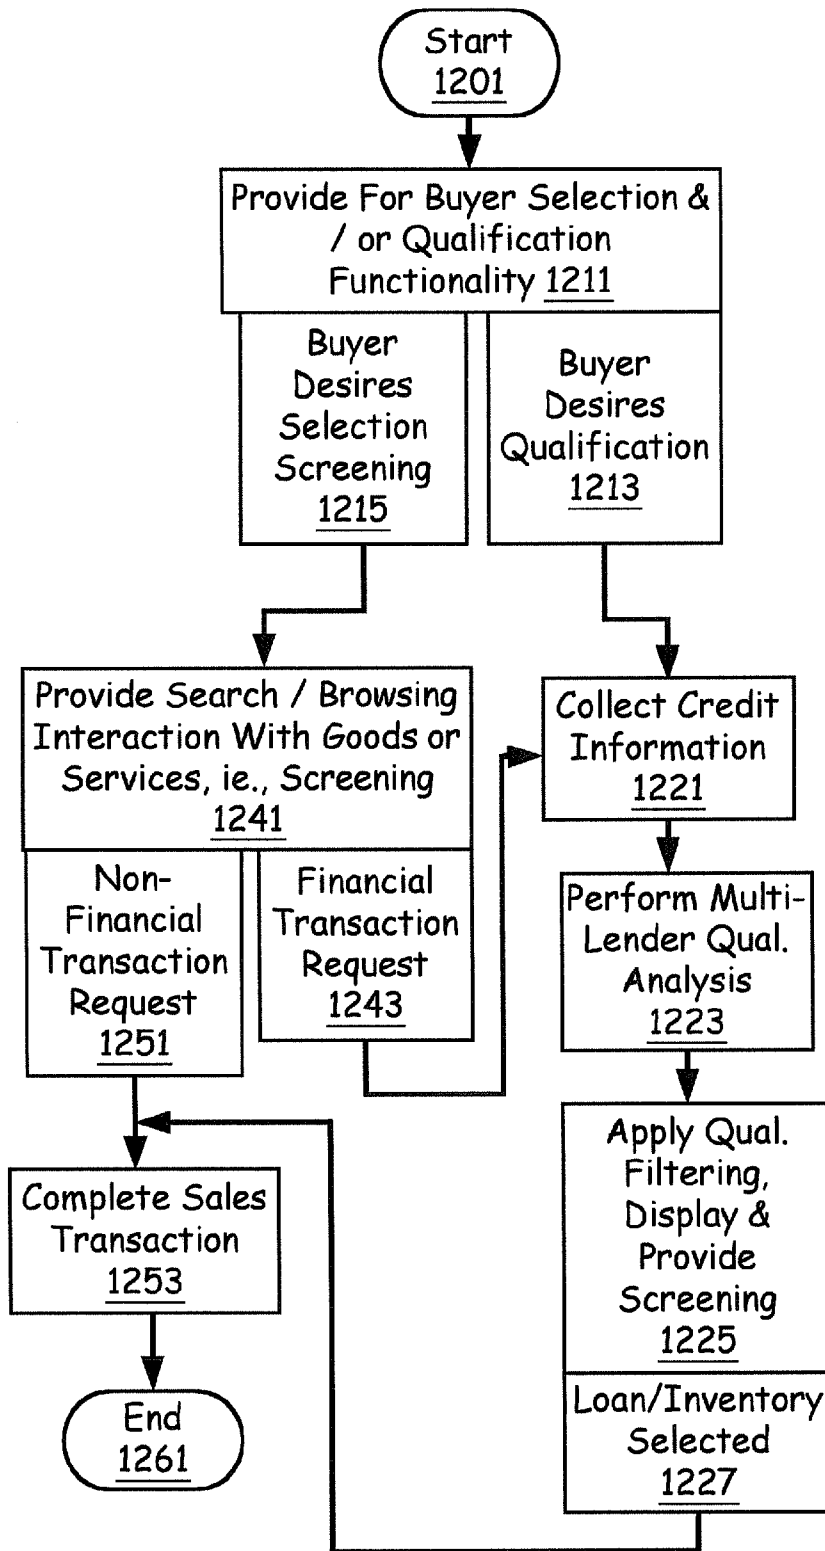 Start
1201
Provide For Buyer Selection &
/ or Qualification
Functionality 1211
Buyer
Desires
Selection
Screening
1215
Buyer
Desires
Qualification
1213
Provide Search / Browsing
Interaction With Goods or
Services, ie., Screening
1241
Non-
Financial
Transaction
Request
1251
Financial
Transaction
Request
1243
Collect Credit
Information
1221
Perform Multi-
Lender Qual.
Analysis
1223
Apply Qual.
Filtering,
Display &
Provide
Screening
1225
Loan/Inventory
Selected
1227
Complete Sales
Transaction
1253
End
1261